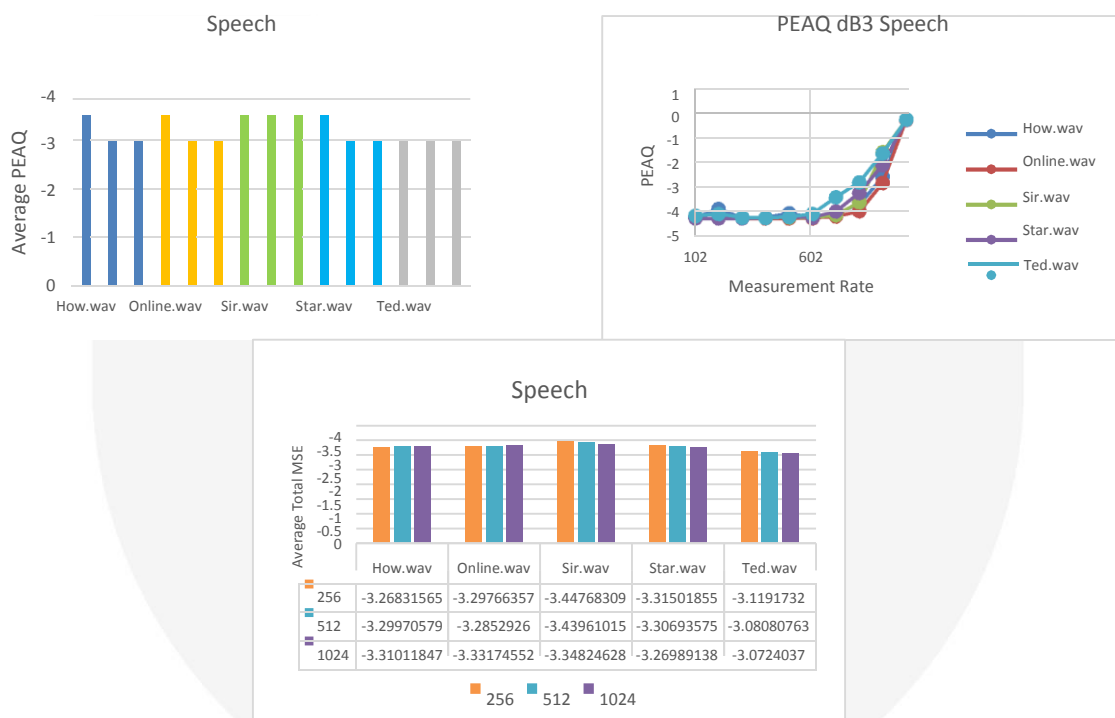 Speech
Average PEAQ
-4
-3
-2
-1
0
How.wav Online.wav Sir.wav Star.wav Ted.wav
PEAQ dB3 Speech
PEAQ
1
0
-1
-2
-3
-4
-5
102 602
Measurement Rate
How.wav
Online.wav
Sir.wav
Star.wav
Ted.wav
Speech
Average Total MSE
-4
-3.5
-3
-2.5
-2
-1.5
-1
-0.5
0
How.wav Online.wav Sir.wav Star.wav Ted.wav
256 -3.26831565 -3.29766357 -3.44768309 -3.31501855 -3.1191732
512 -3.29970579 -3.2852926 -3.43961015 -3.30693575 -3.08080763
1024 -3.31011847 -3.33174552 -3.34824628 -3.26989138 -3.0724037
256 512 1024